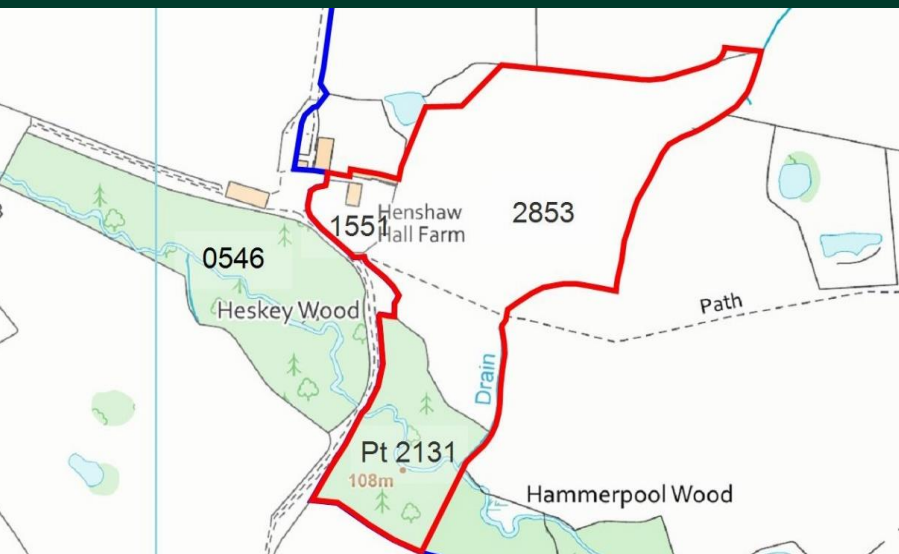 1551
Henshaw
Hall Farm
2853
0546
Heskey Wood
Path
Drain
Pt 2131
108m
Hammerpool Wood